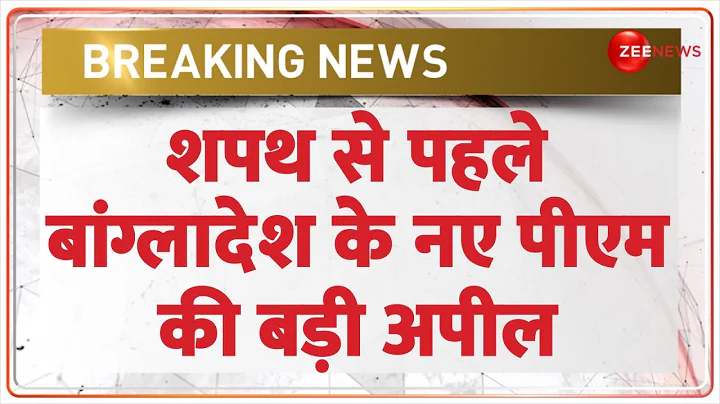 BREAKING NEWS
ZEE NEWS
शपथ से पहले
बांग्लादेश के नए पीएम
की बड़ी अपील